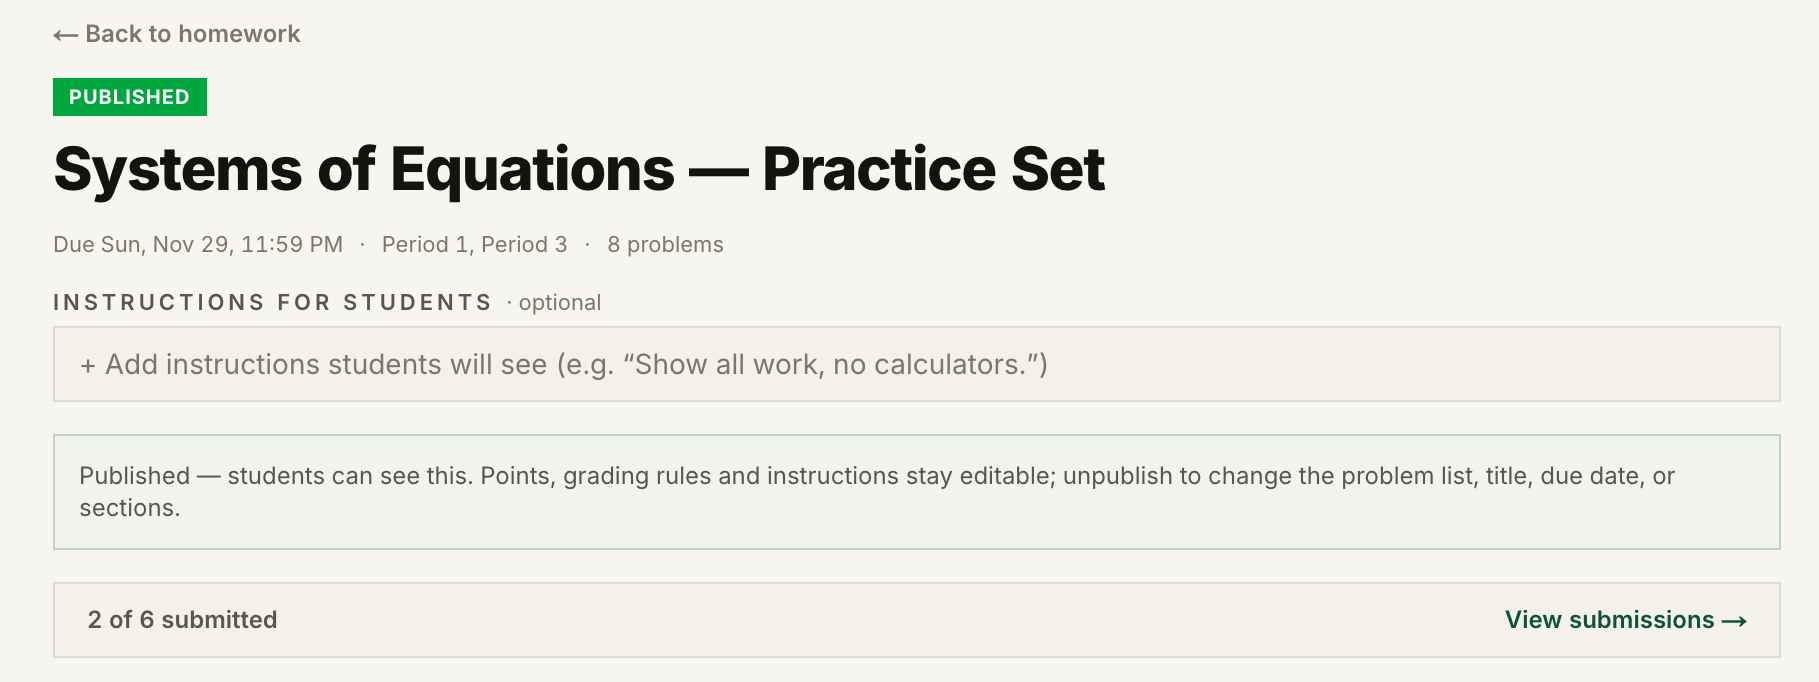 ← Back to homework
PUBLISHED
Systems of Equations — Practice Set
Due Sun, Nov 29, 11:59 PM · Period 1, Period 3 · 8 problems
INSTRUCTIONS FOR STUDENTS · optional
+ Add instructions students will see (e.g. “Show all work, no calculators.”)
Published — students can see this. Points, grading rules and instructions stay editable; unpublish to change the problem list, title, due date, or
sections.
2 of 6 submitted
View submissions →